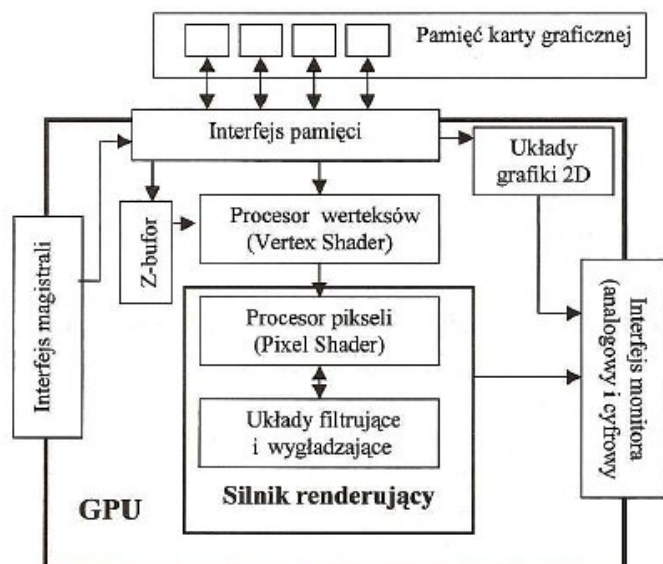 Pamięć karty graficznej
Interfejs pamięci
Układy
grafiki 2D
Interfejs magistrali
Z-bufor
Procesor werteksów
(Vertex Shader)
Procesor pikseli
(Pixel Shader)
Układy filtrujące
i wygładzające
Silnik renderujący
GPU
Interfejs monitora
(analogowy i cyfrowy)